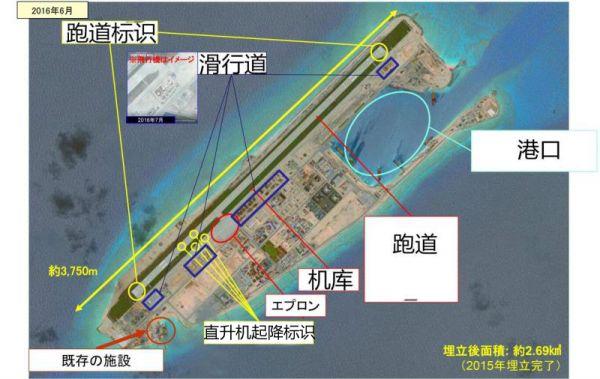 2016年6月
跑道标识
※飛行機はイメージ
2016年7月
滑行道
港口
跑道
机库
エプロン
直升机起降标识
約3,750m
既存の施設
埋立後面積: 約2.69㎢
(2015年埋立完了)